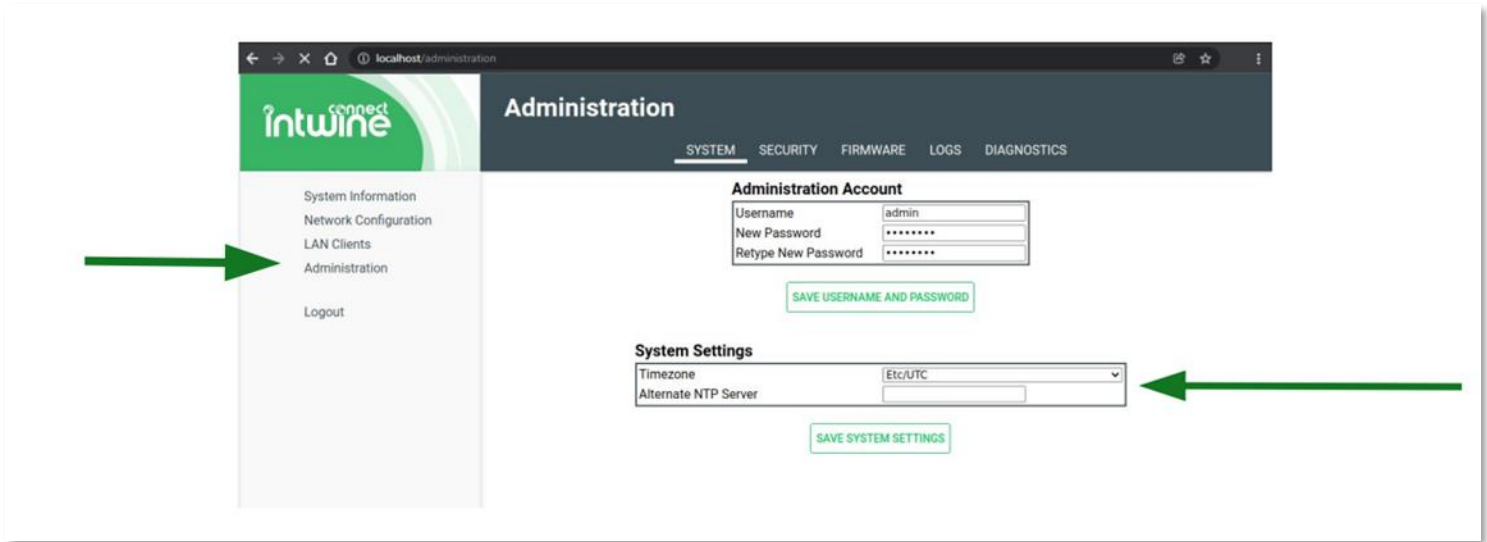 localhost/administration
connect
intwine
Administration
SYSTEM SECURITY FIRMWARE LOGS DIAGNOSTICS
System Information
Network Configuration
LAN Clients
Administration
Logout
Administration Account
Username admin
New Password ••••••••
Retype New Password ••••••••
SAVE USERNAME AND PASSWORD
System Settings
Timezone Etc/UTC
Alternate NTP Server
SAVE SYSTEM SETTINGS